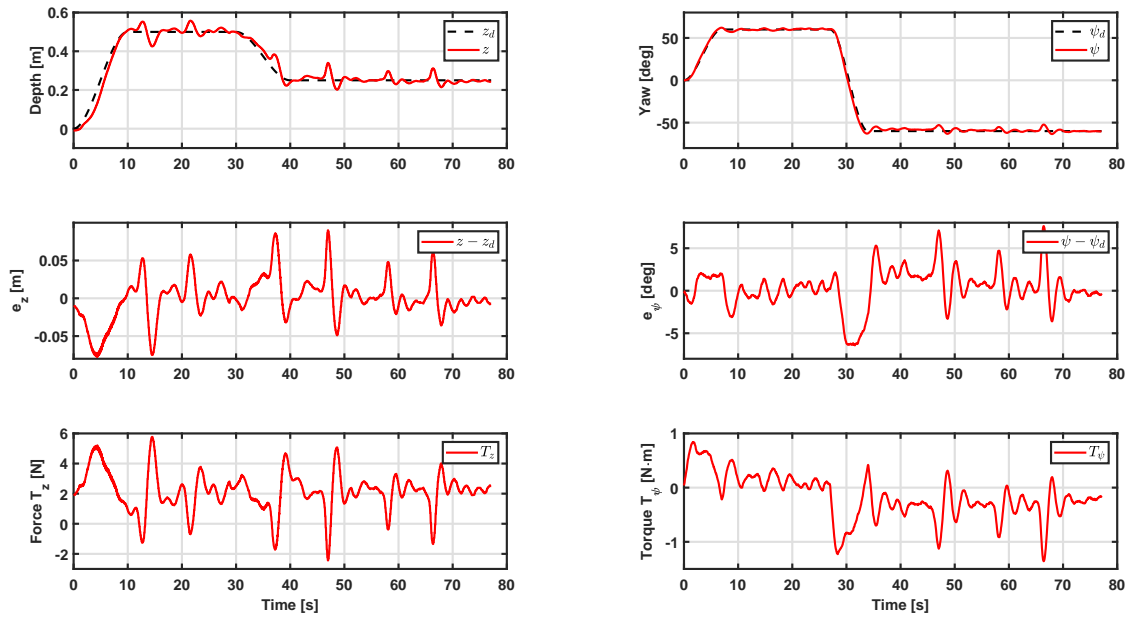 0.6
0.4
0.2
0
Depth [m]
z_d
z
0 10 20 30 40 50 60 70 80
50
0
-50
Yaw [deg]
ψ_d
ψ
0 10 20 30 40 50 60 70 80
0.05
0
-0.05
e_z [m]
z − z_d
0 10 20 30 40 50 60 70 80
5
0
-5
e_ψ [deg]
ψ − ψ_d
0 10 20 30 40 50 60 70 80
6
4
2
0
-2
Force T_z [N]
T_z
0 10 20 30 40 50 60 70 80
Time [s]
1
0
-1
Torque T_ψ [N·m]
T_ψ
0 10 20 30 40 50 60 70 80
Time [s]